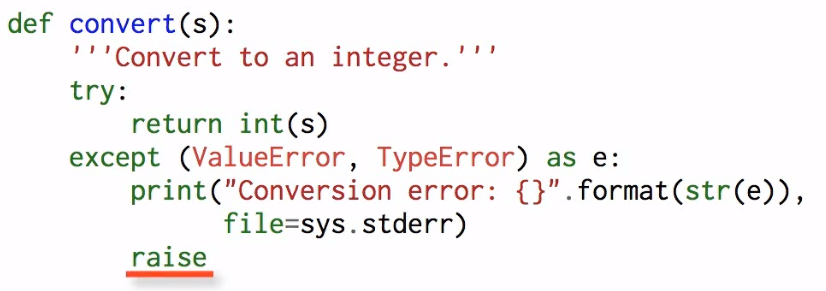 def convert(s):
    '''Convert to an integer.'''
    try:
        return int(s)
    except (ValueError, TypeError) as e:
        print("Conversion error: {}".format(str(e)),
              file=sys.stderr)
        raise